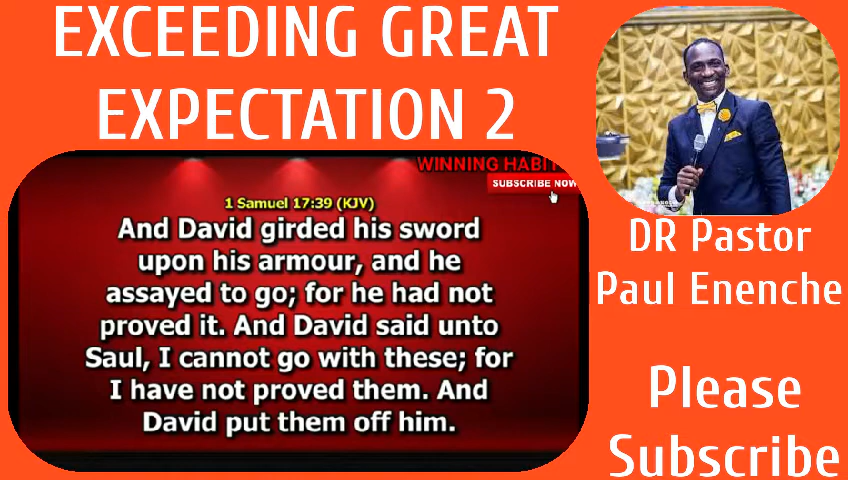 EXCEEDING GREAT
EXPECTATION 2
WINNING HABIT
SUBSCRIBE NOW
1 Samuel 17:39 (KJV)
And David girded his sword
upon his armour, and he
assayed to go; for he had not
proved it. And David said unto
Saul, I cannot go with these; for
I have not proved them. And
David put them off him.
DR Pastor
Paul Enenche
Please
Subscribe